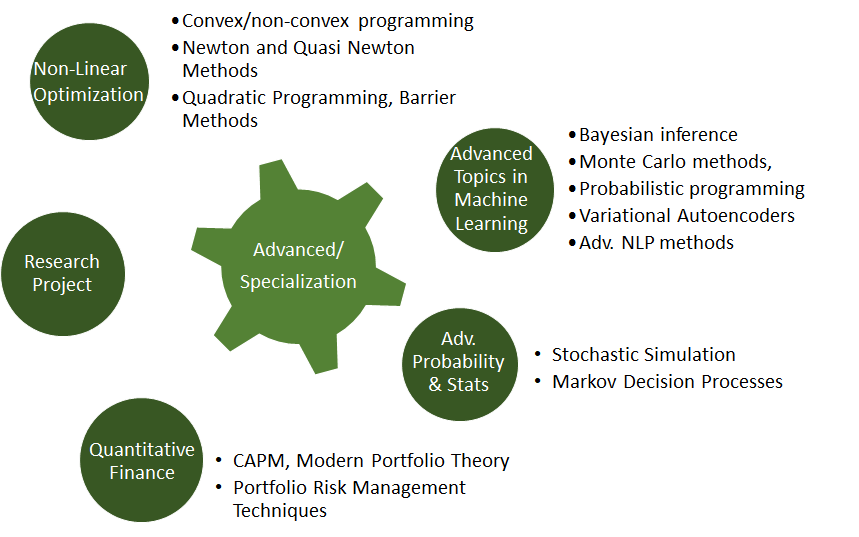 Non-Linear
Optimization
•Convex/non-convex programming
•Newton and Quasi Newton
Methods
•Quadratic Programming, Barrier
Methods
Advanced
Topics in
Machine
Learning
•Bayesian inference
•Monte Carlo methods,
•Probabilistic programming
•Variational Autoencoders
•Adv. NLP methods
Advanced/
Specialization
Research
Project
Adv.
Probability
& Stats
• Stochastic Simulation
• Markov Decision Processes
Quantitative
Finance
• CAPM, Modern Portfolio Theory
• Portfolio Risk Management
Techniques